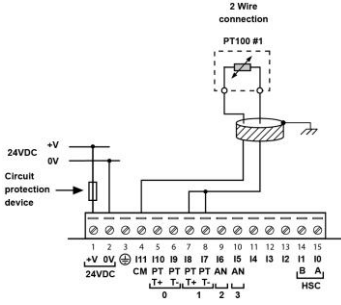 2 Wire
connection
PT100 #1
24VDC
+V
0V
Circuit
protection
device
1 2 3 4 5 6 7 8 9 10 11 12 13 14 15
+V 0V I11 I10 I9 I8 I7 I6 I5 I4 I3 I2 I1 I0
CM PT PT PT PT AN AN B A
24VDC T+ T- T+ T- 2 3 HSC
0 1